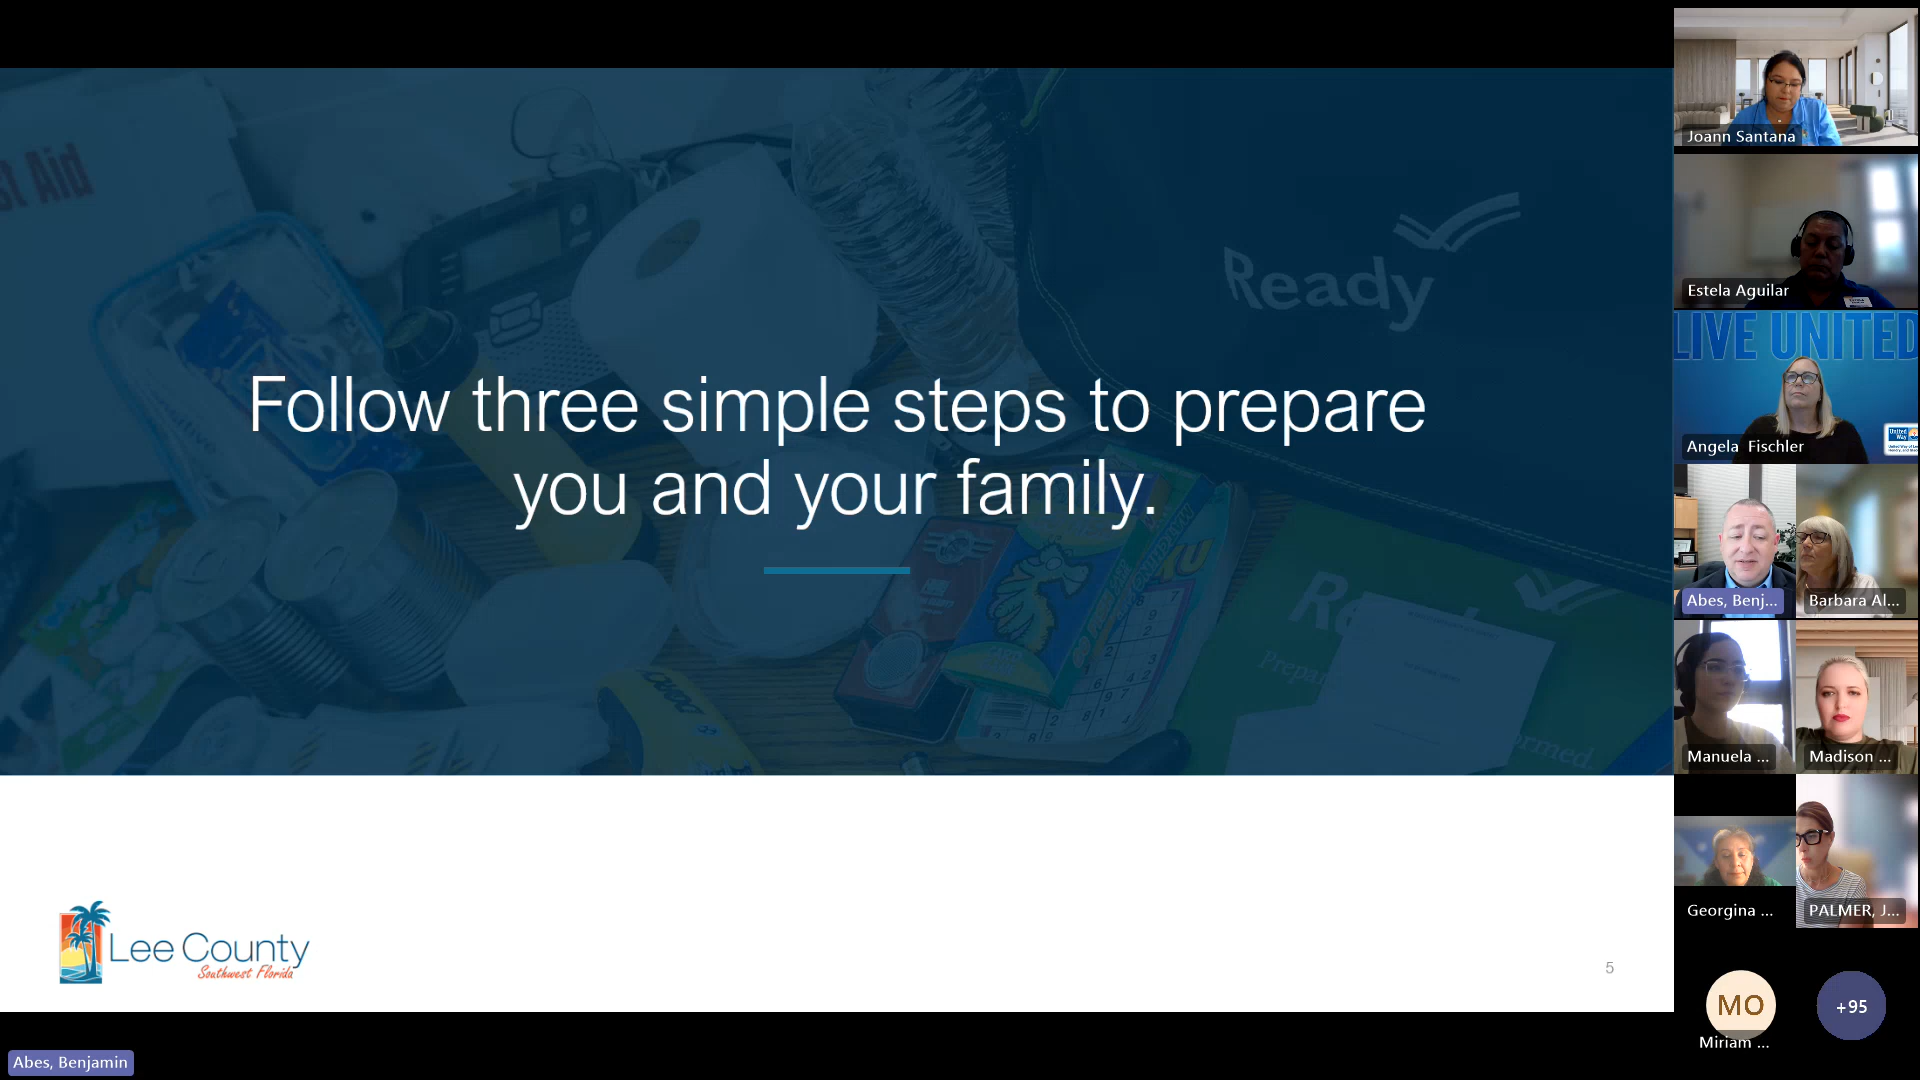 st Aid
Ready
Follow three simple steps to prepare
you and your family.
Lee County
Southwest Florida
5
Abes, Benjamin
Joann Santana
Estela Aguilar
LIVE UNITED
United
Way
Angela Fischler
Abes, Benj...
Barbara Al...
Manuela ...
Madison ...
Georgina ...
PALMER, J...
MO
Miriam ...
+95